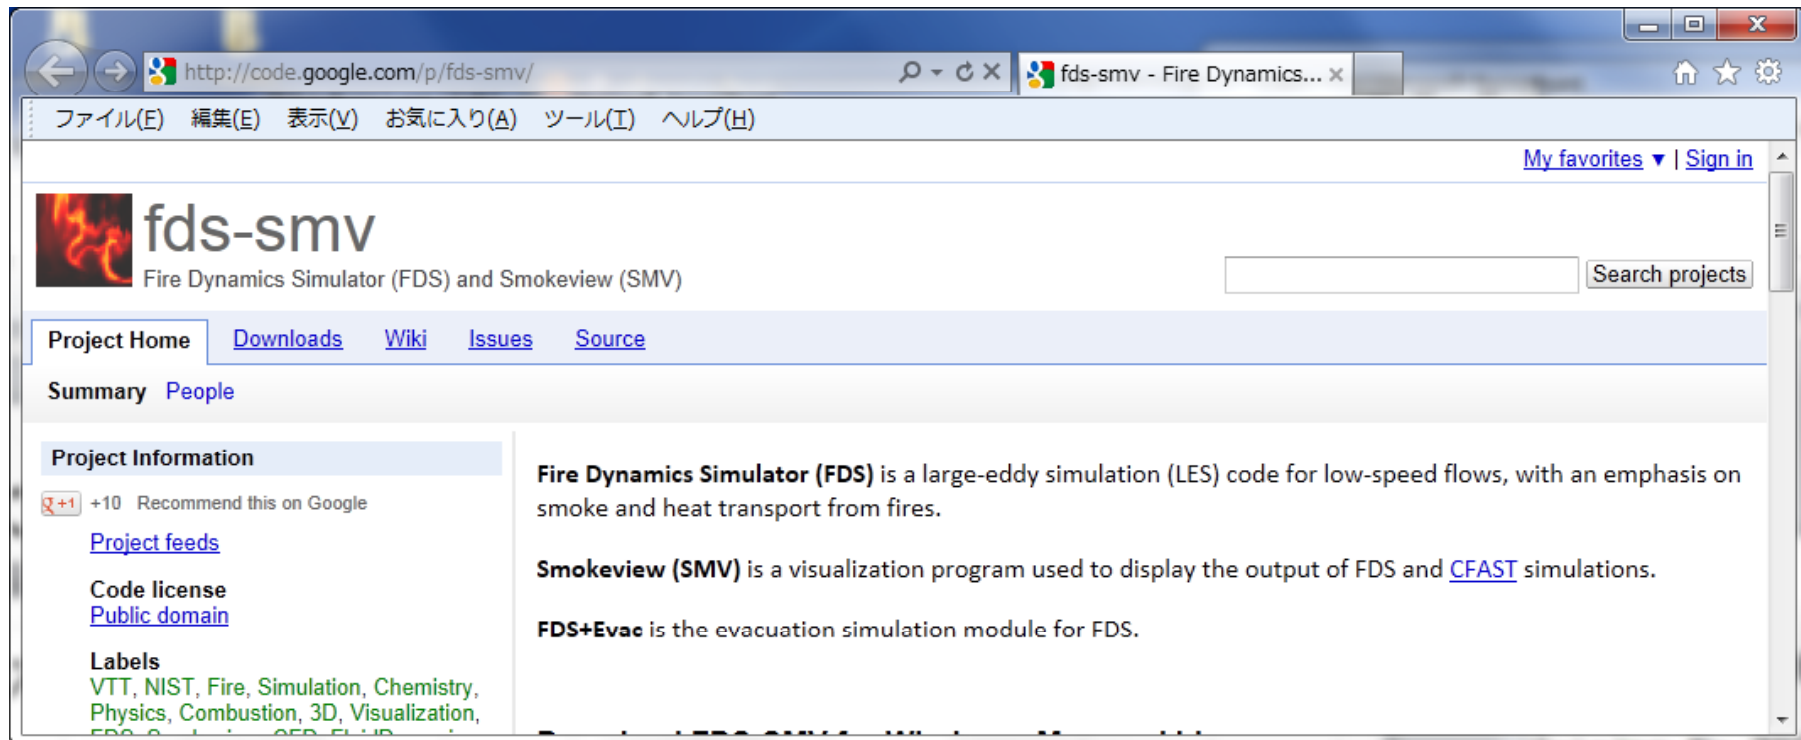 http://code.google.com/p/fds-smv/
fds-smv - Fire Dynamics...
ファイル(F) 編集(E) 表示(V) お気に入り(A) ツール(T) ヘルプ(H)
My favorites ▼ | Sign in
fds-smv
Fire Dynamics Simulator (FDS) and Smokeview (SMV)
Search projects
Project Home Downloads Wiki Issues Source
Summary People
Project Information
+1 +10 Recommend this on Google
Project feeds
Code license
Public domain
Labels
VTT, NIST, Fire, Simulation, Chemistry,
Physics, Combustion, 3D, Visualization,
Fire Dynamics Simulator (FDS) is a large-eddy simulation (LES) code for low-speed flows, with an emphasis on
smoke and heat transport from fires.
Smokeview (SMV) is a visualization program used to display the output of FDS and CFAST simulations.
FDS+Evac is the evacuation simulation module for FDS.